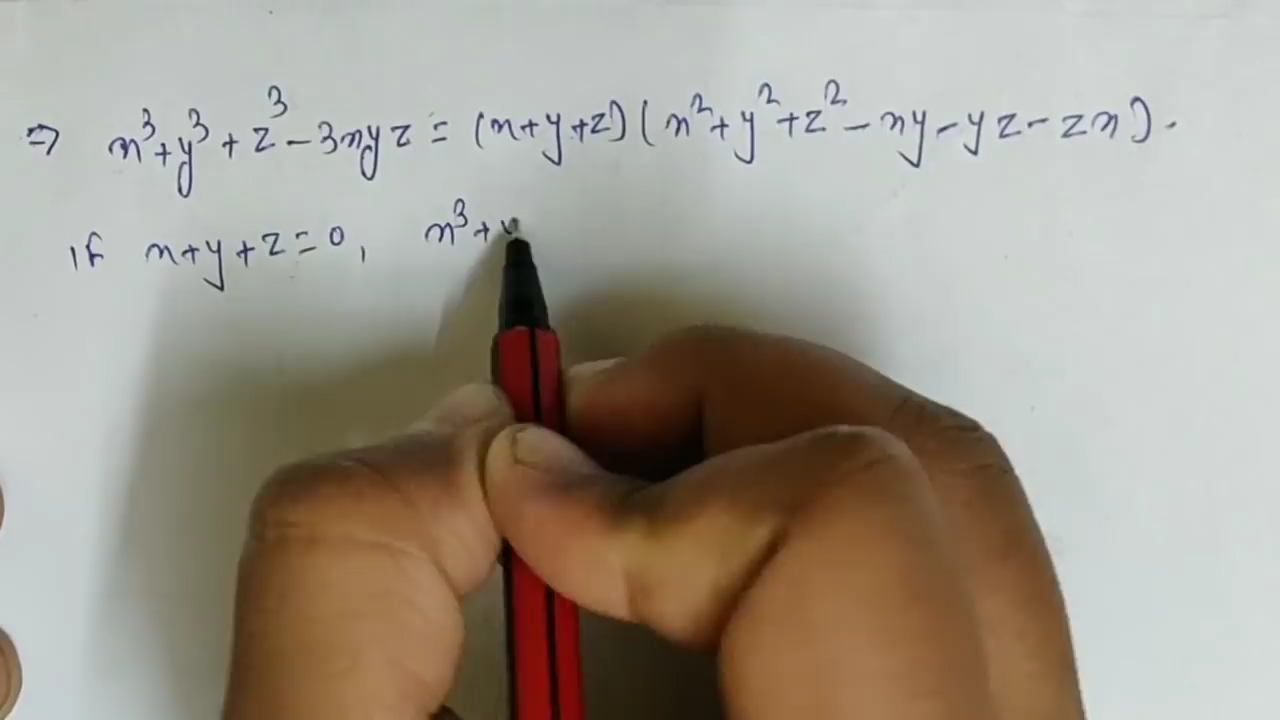 ⇒ x³+y³+z³-3xyz = (x+y+z)(x²+y²+z²-xy-yz-zx).
If x+y+z=0, x³+y